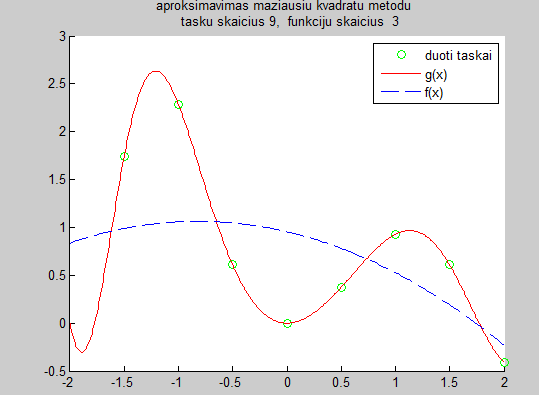 aproksimavimas maziausiu kvadratu metodu
tasku skaicius 9, funkciju skaicius 3
3
2.5
2
1.5
1
0.5
0
-0.5
duoti taskai
g(x)
f(x)
-2 -1.5 -1 -0.5 0 0.5 1 1.5 2